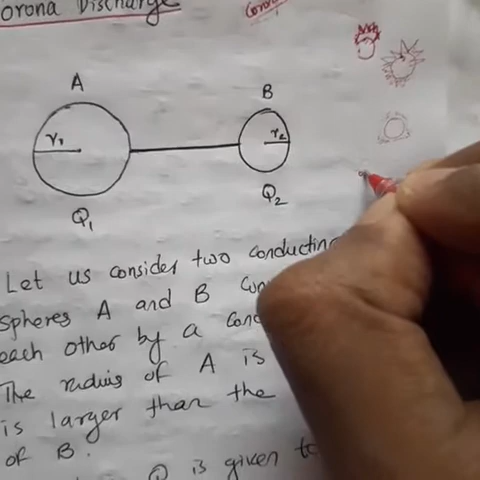 orona Discharge
Corona
A
B
r1
r2
Q1
Q2
Let us consider two conducting
spheres A and B
each other by a
The radius of A is
is larger than the
of B.
Q is given to